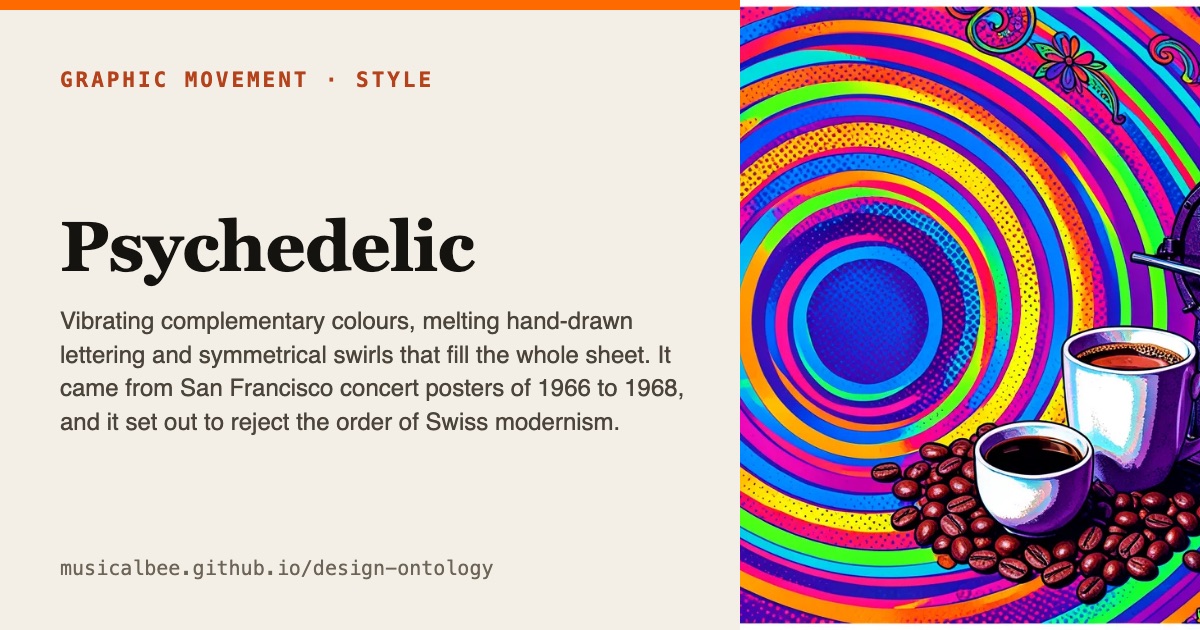 GRAPHIC MOVEMENT · STYLE
Psychedelic
Vibrating complementary colours, melting hand-drawn
lettering and symmetrical swirls that fill the whole sheet. It
came from San Francisco concert posters of 1966 to 1968,
and it set out to reject the order of Swiss modernism.
musicalbee.github.io/design-ontology